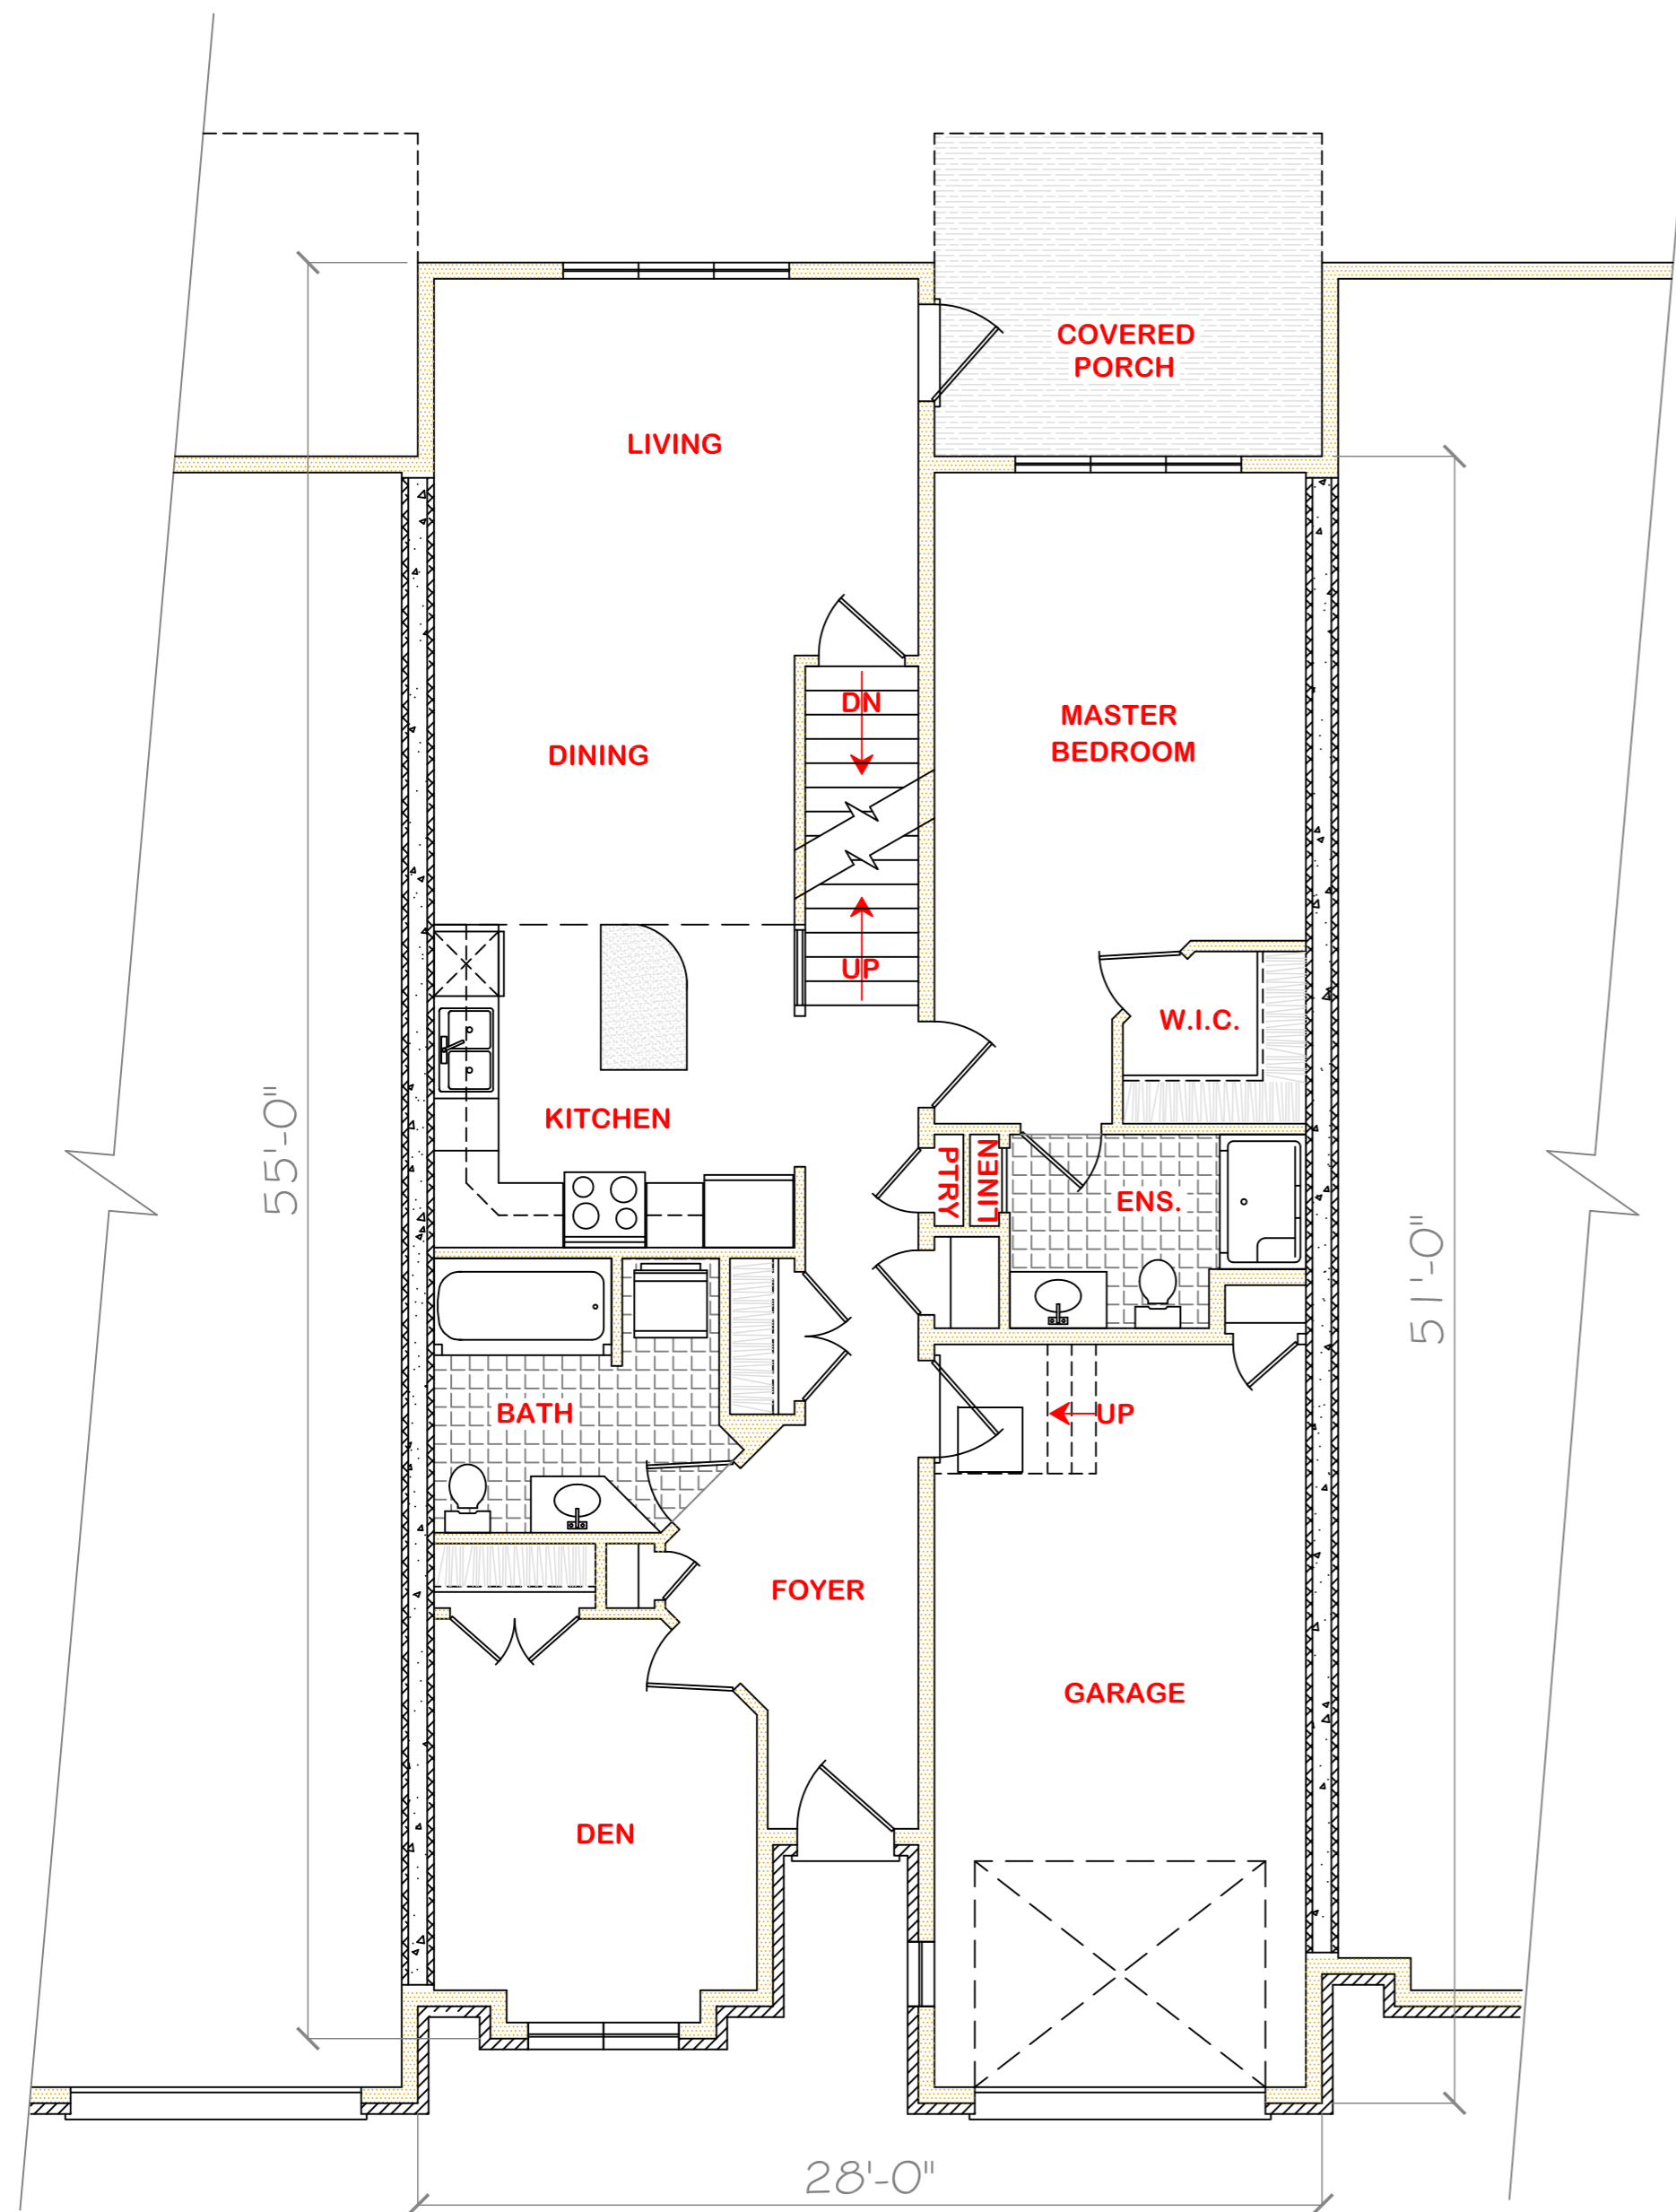 COVERED
PORCH
LIVING
DN
MASTER
BEDROOM
DINING
UP
W.I.C.
55'-0"
KITCHEN
PTRY
LINEN
ENS.
51'-0"
BATH
UP
FOYER
GARAGE
DEN
28'-0"